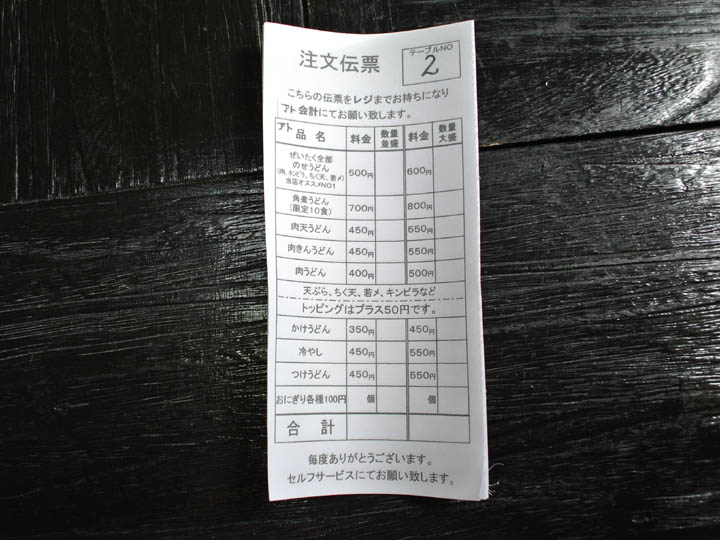 注文伝票
テーブルNO
2
こちらの伝票をレジまでお持ちになり
アト会計にてお願い致します。
アト
品名 料金 数量並盛 料金 数量大盛
ぜいたく全部
のせうどん
(肉、キンピラ、ちく天、若メ)
当店オススメNO1
500円 600円
角煮うどん
(限定10食)
700円 800円
肉天うどん 450円 550円
肉きんうどん 450円 550円
肉うどん 400円 500円
天ぷら、ちく天、若メ、キンピラなど
トッピングはプラス50円です。
かけうどん 350円 450円
冷やし 450円 550円
つけうどん 450円 550円
おにぎり各種100円 個 個
合計
毎度ありがとうございます。
セルフサービスにてお願い致します。